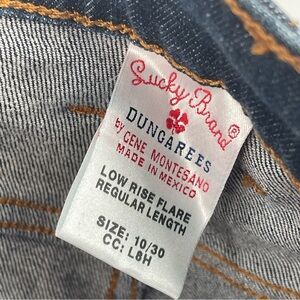 Lucky Brand®
DUNGAREES
by GENE MONTESANO
MADE IN MEXICO
LOW RISE FLARE
REGULAR LENGTH
SIZE: 10/30
CC: L8H